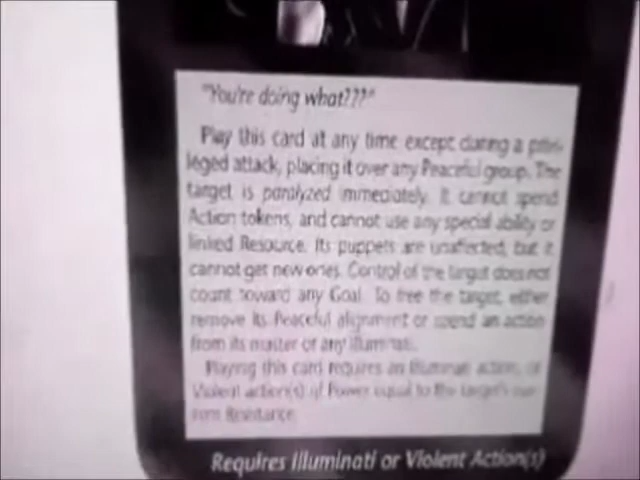 "You're doing what???"
Play this card at any time except during a privi-
leged attack, placing it over any Peaceful group. The
target is paralyzed immediately. It cannot spend
Action tokens, and cannot use any special ability or
linked Resource. Its puppets are unaffected, but it
cannot get new ones. Control of the target does not
count toward any Goal. To free the target, either
remove its Peaceful alignment or spend an action
from its master or any Illuminati.
Playing this card requires an Illuminati action, or
Violent action(s) of Power equal to the target's cur-
rent Resistance.
Requires Illuminati or Violent Action(s)